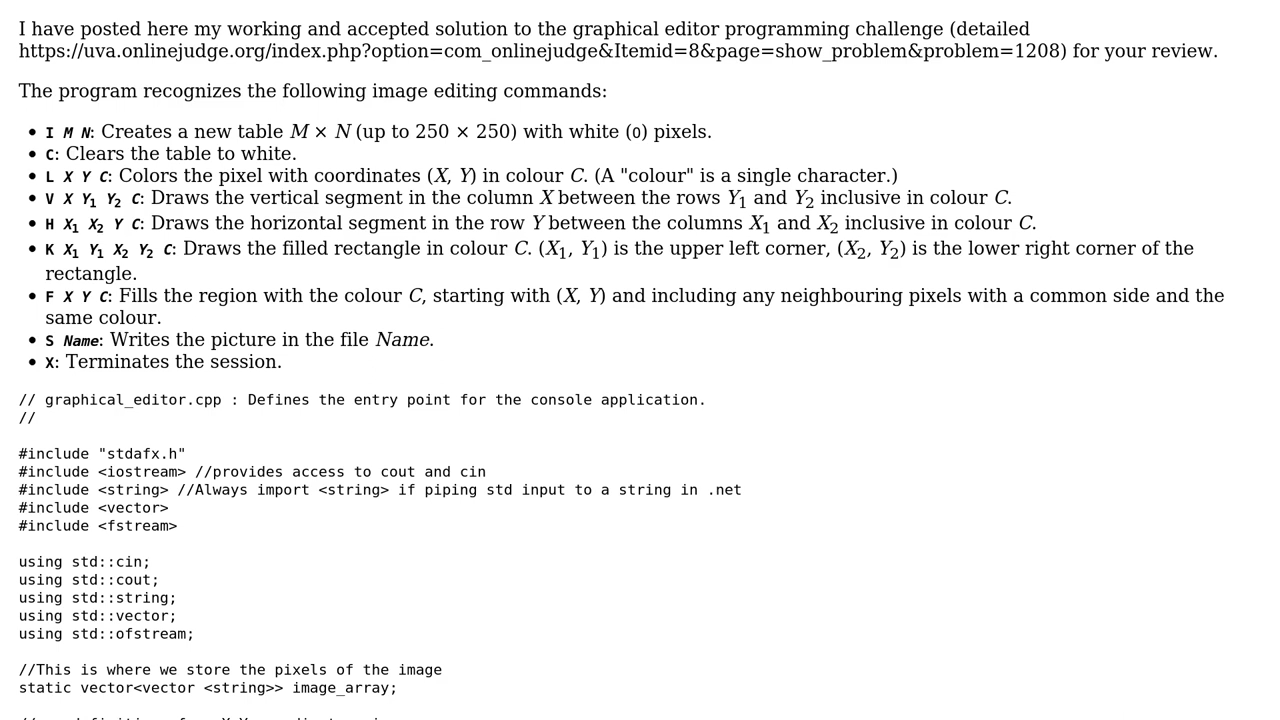 I have posted here my working and accepted solution to the graphical editor programming challenge (detailed
https://uva.onlinejudge.org/index.php?option=com_onlinejudge&Itemid=8&page=show_problem&problem=1208) for your review.
The program recognizes the following image editing commands:
• I M N: Creates a new table M × N (up to 250 × 250) with white (O) pixels.
• C: Clears the table to white.
• L X Y C: Colors the pixel with coordinates (X, Y) in colour C. (A "colour" is a single character.)
• V X Y1 Y2 C: Draws the vertical segment in the column X between the rows Y1 and Y2 inclusive in colour C.
• H X1 X2 Y C: Draws the horizontal segment in the row Y between the columns X1 and X2 inclusive in colour C.
• K X1 Y1 X2 Y2 C: Draws the filled rectangle in colour C. (X1, Y1) is the upper left corner, (X2, Y2) is the lower right corner of the
rectangle.
• F X Y C: Fills the region with the colour C, starting with (X, Y) and including any neighbouring pixels with a common side and the
same colour.
• S Name: Writes the picture in the file Name.
• X: Terminates the session.
// graphical_editor.cpp : Defines the entry point for the console application.
//
#include "stdafx.h"
#include <iostream> //provides access to cout and cin
#include <string> //Always import <string> if piping std input to a string in .net
#include <vector>
#include <fstream>
using std::cin;
using std::cout;
using std::string;
using std::vector;
using std::ofstream;
//This is where we store the pixels of the image
static vector<vector <string>> image_array;